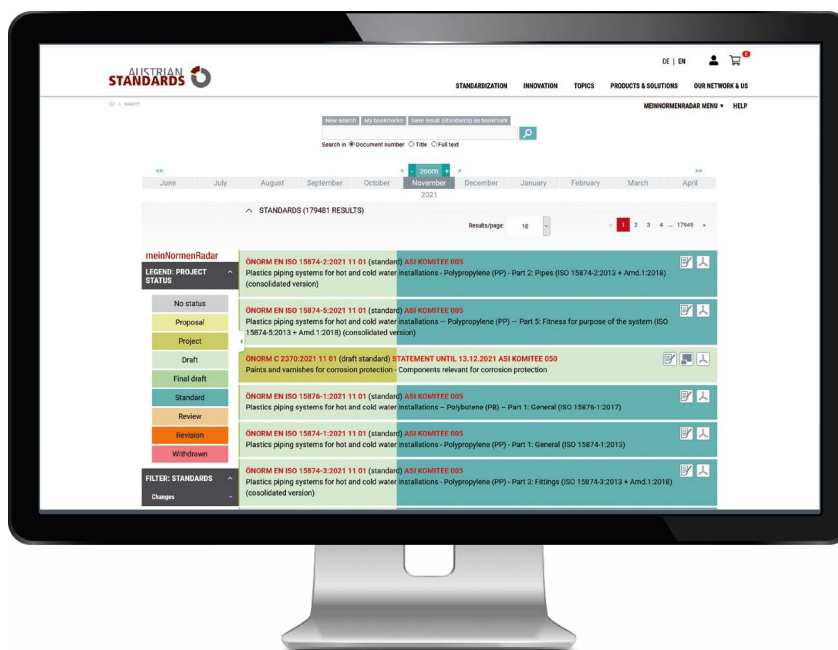 AUSTRIAN
STANDARDS
DE | EN
0
STANDARDIZATION INNOVATION TOPICS PRODUCTS & SOLUTIONS OUR NETWORK & US
> search
MEINNORMENRADAR MENU ▾ HELP
New search My bookmarks Save result (Standards) as bookmark
Search in Document number Title Full text
<< < - zoom + > >>
June July August September October November December January February March April
2021
STANDARDS (179481 RESULTS)
Results/page: 10 « 1 2 3 4 ... 17949 »
meinNormenRadar
LEGEND: PROJECT
STATUS
No status
Proposal
Project
Draft
Final draft
Standard
Review
Revision
Withdrawn
FILTER: STANDARDS
Changes
ÖNORM EN ISO 15874-2:2021 11 01 (standard) ASI KOMITEE 005
Plastics piping systems for hot and cold water installations - Polypropylene (PP) - Part 2: Pipes (ISO 15874-2:2013 + Amd.1:2018)
(consolidated version)
ÖNORM EN ISO 15874-5:2021 11 01 (standard) ASI KOMITEE 005
Plastics piping systems for hot and cold water installations -- Polypropylene (PP) -- Part 5: Fitness for purpose of the system (ISO
15874-5:2013 + Amd.1:2018) (consolidated version)
ÖNORM C 2370:2021 11 01 (draft standard) STATEMENT UNTIL 13.12.2021 ASI KOMITEE 050
Paints and varnishes for corrosion protection - Components relevant for corrosion protection
ÖNORM EN ISO 15876-1:2021 11 01 (standard) ASI KOMITEE 005
Plastics piping systems for hot and cold water installations -- Polybutene (PB) -- Part 1: General (ISO 15876-1:2017)
ÖNORM EN ISO 15874-1:2021 11 01 (standard) ASI KOMITEE 005
Plastics piping systems for hot and cold water installations - Polypropylene (PP) - Part 1: General (ISO 15874-1:2013)
ÖNORM EN ISO 15874-3:2021 11 01 (standard) ASI KOMITEE 005
Plastics piping systems for hot and cold water installations - Polypropylene (PP) - Part 3: Fittings (ISO 15874-3:2013 + Amd.1:2018)
(cosolidated version)